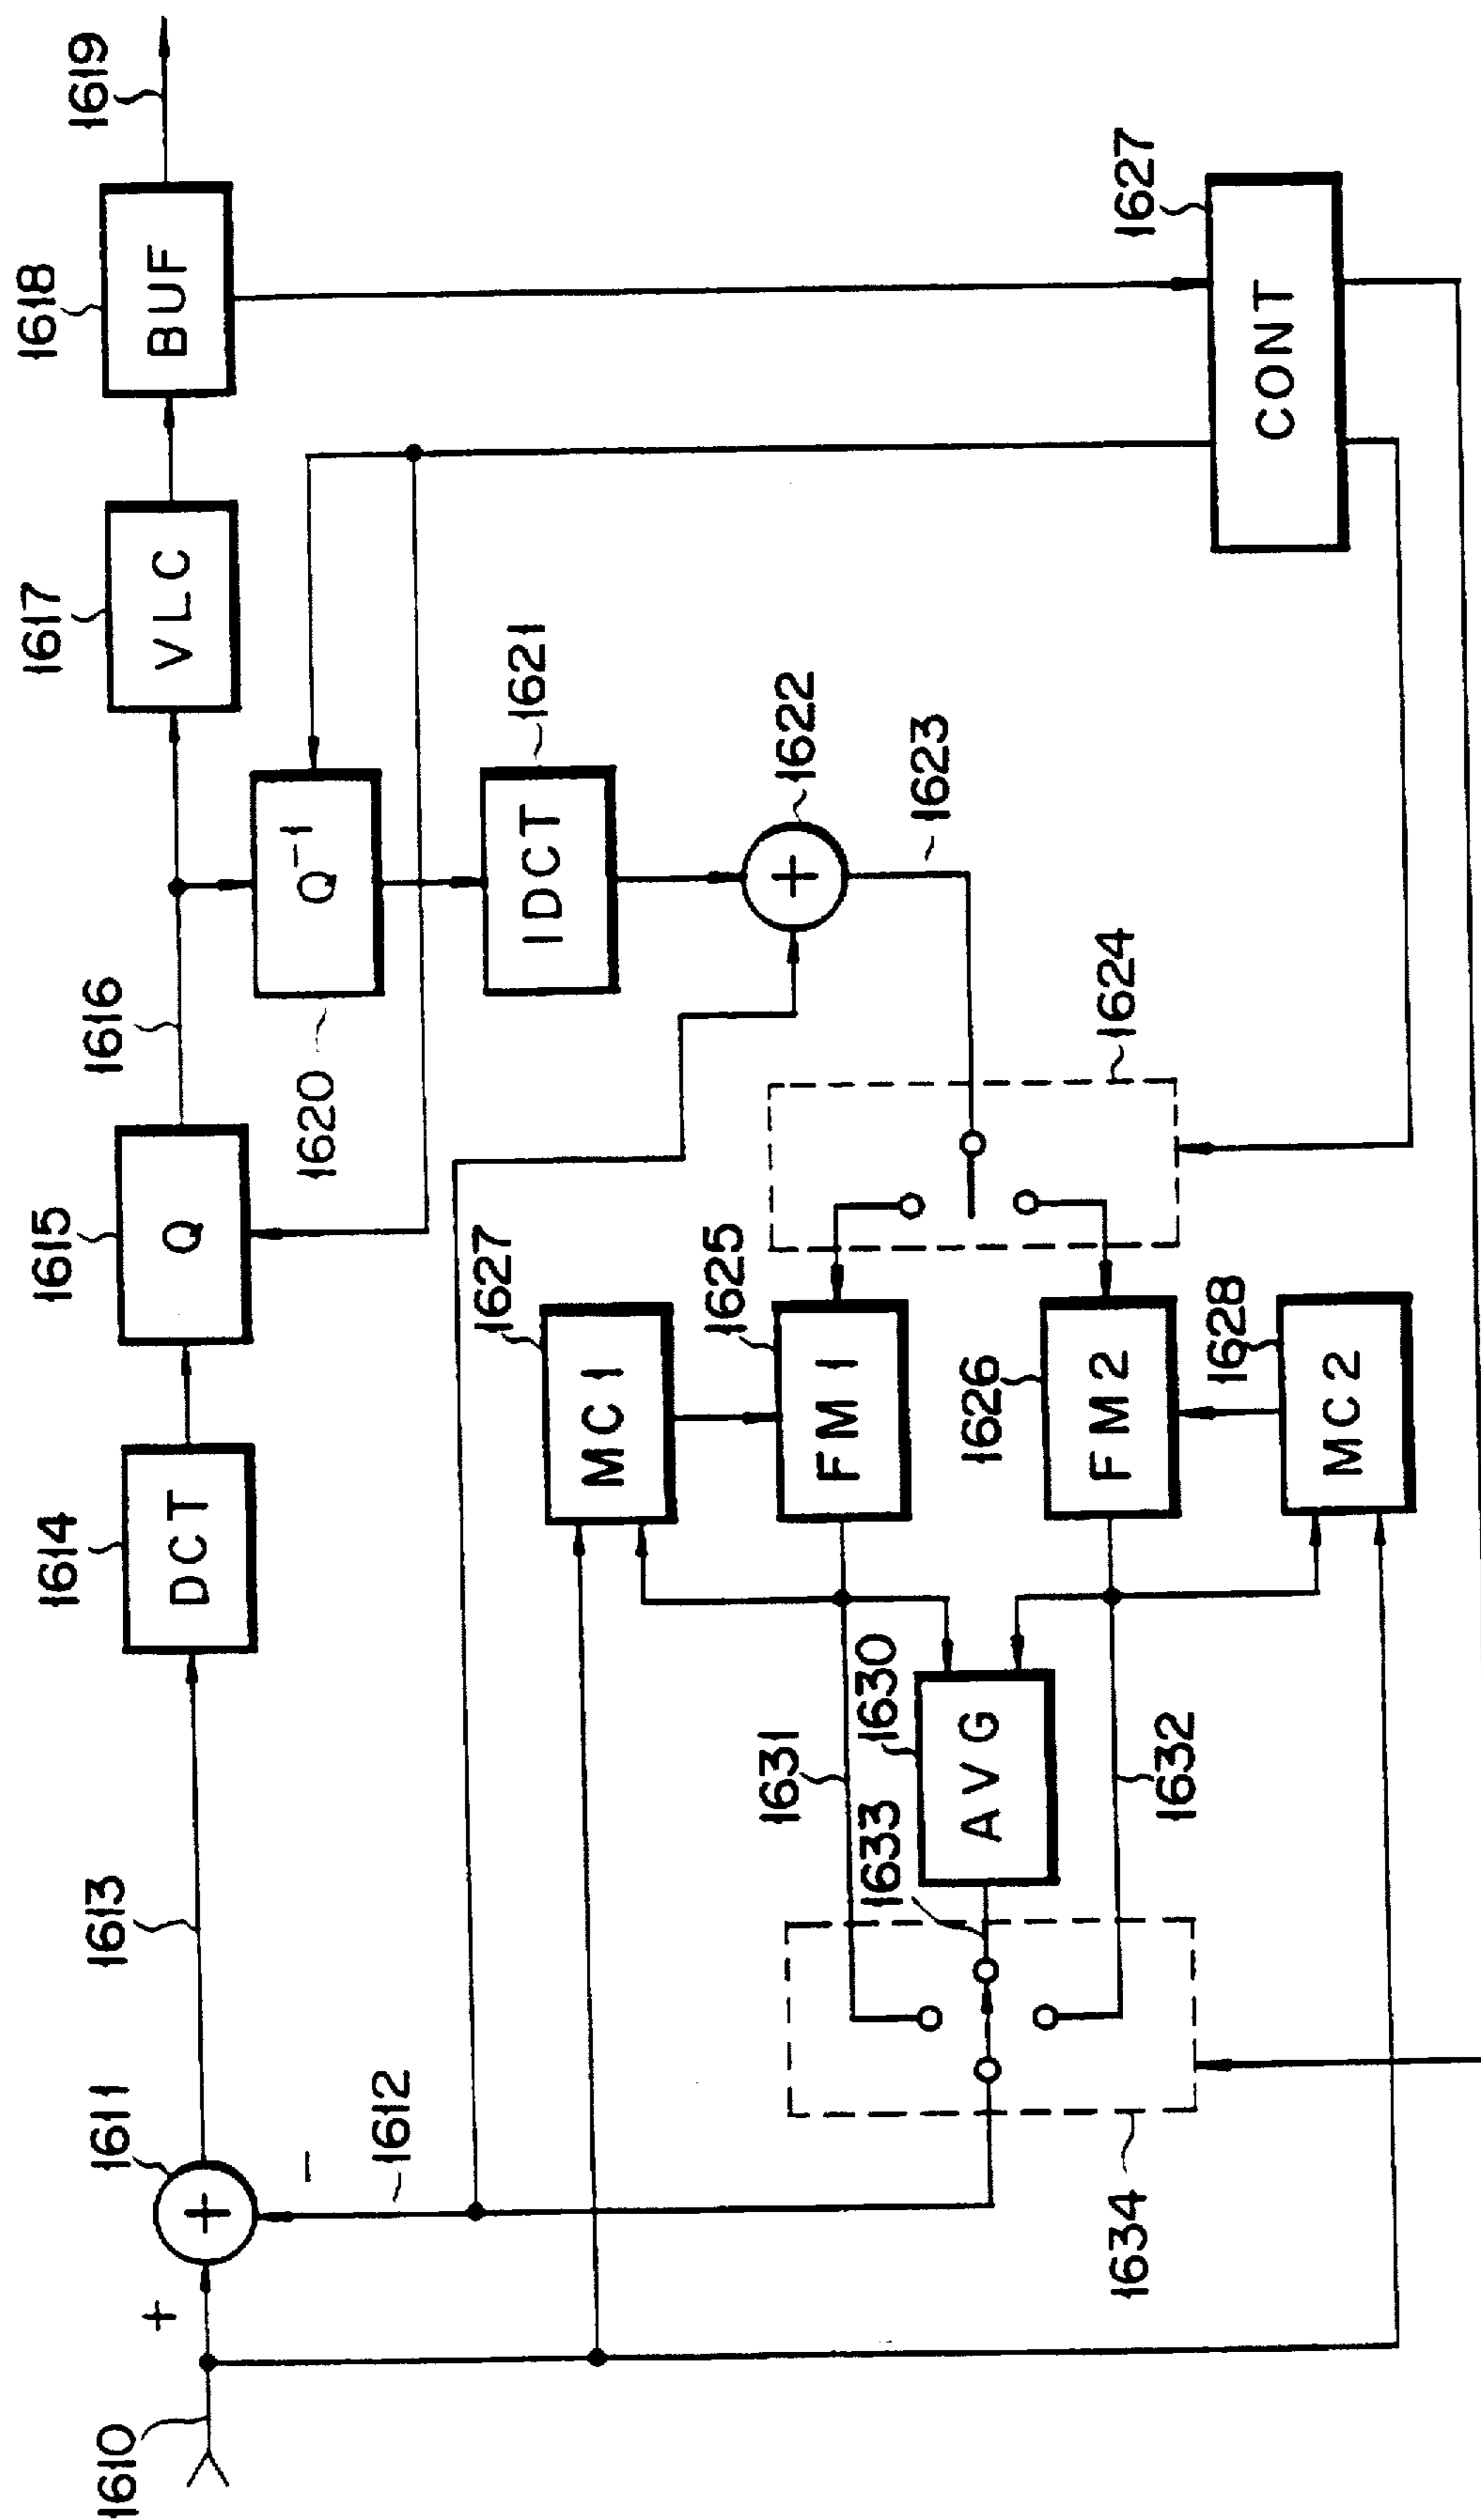 1610
+
1611
+
−
1612
1613
1614
DCT
1615
Q
1616
1617
VLC
1618
BUF
1619
1620
Q⁻¹
1621
IDCT
1622
+
1623
1624
1627
MC1
1625
FM1
1626
FM2
1628
MC2
1627
CONT
1631
1630
AVG
1633
1632
1634